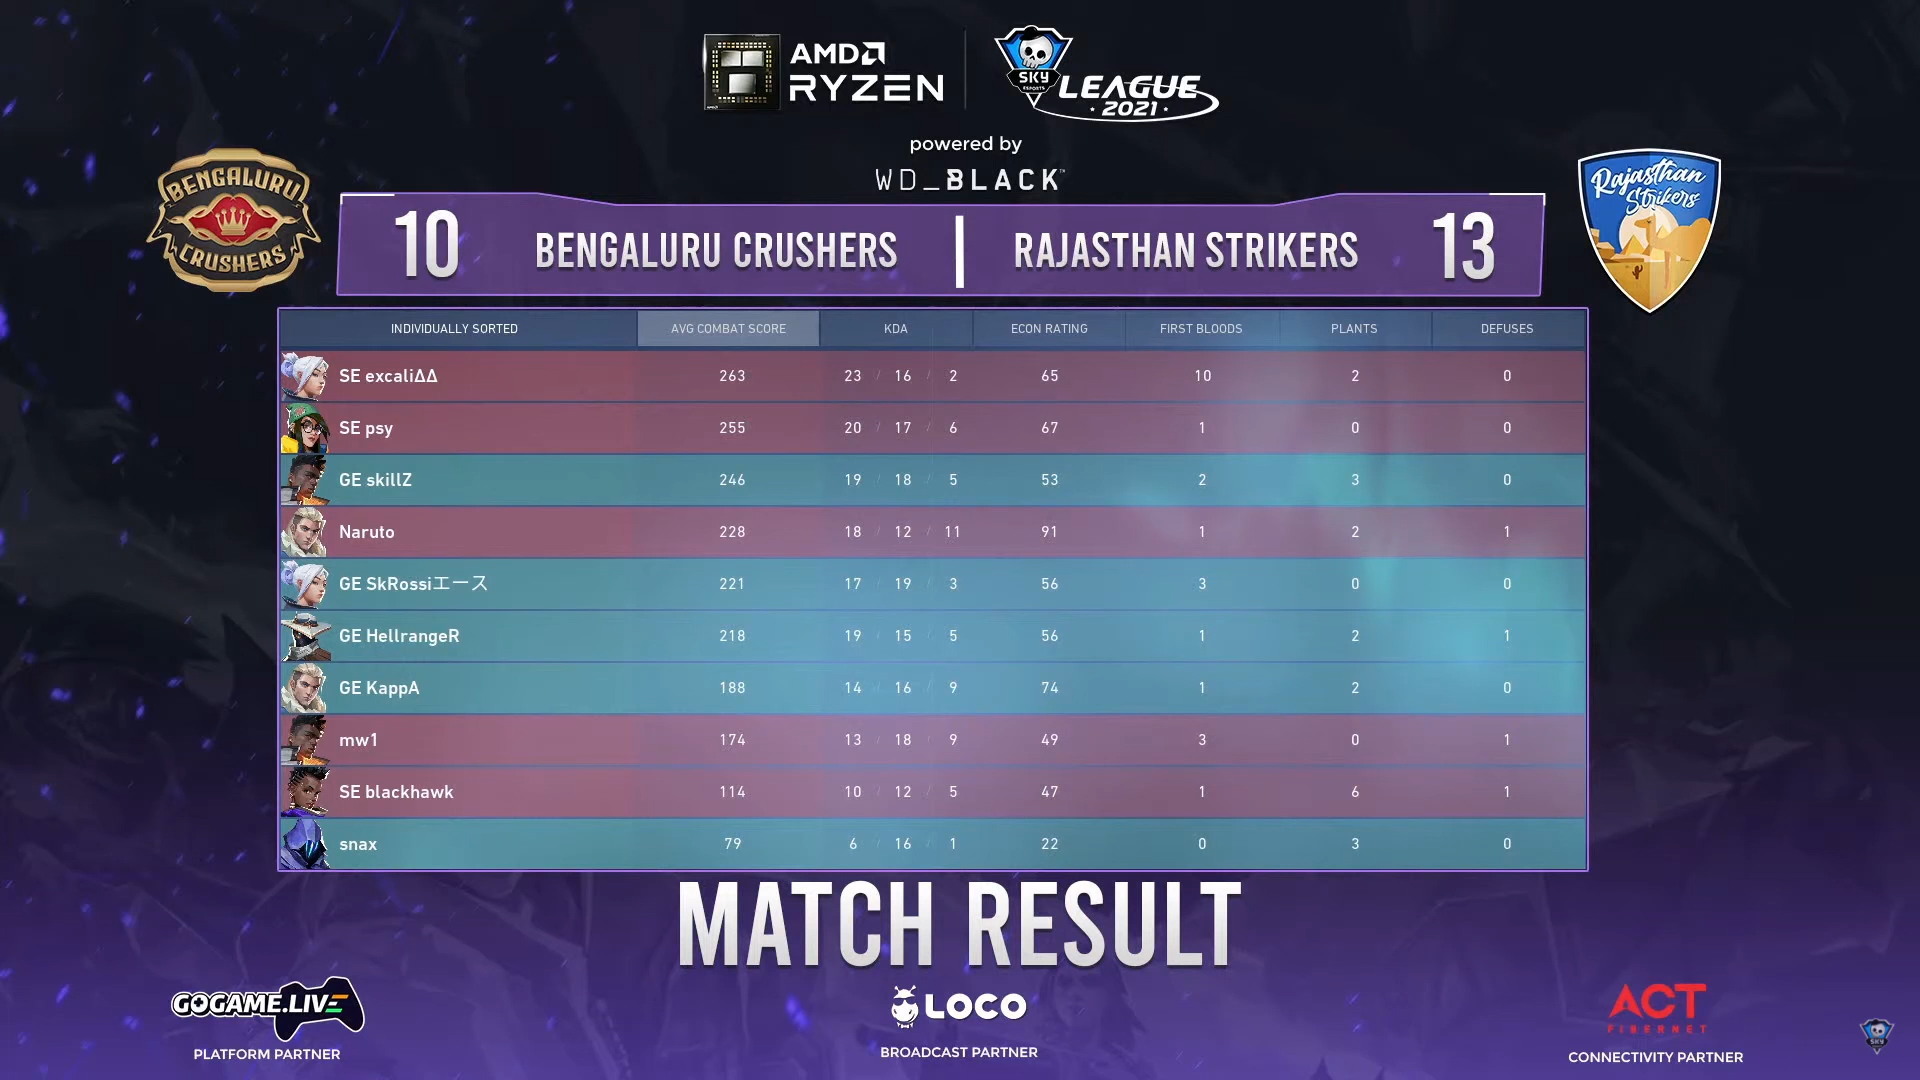 AMD RYZEN
SKY ESPORTS LEAGUE 2021
powered by
WD_BLACK™
BENGALURU CRUSHERS
10 BENGALURU CRUSHERS | RAJASTHAN STRIKERS 13
Rajasthan Strikers
INDIVIDUALLY SORTED AVG COMBAT SCORE KDA ECON RATING FIRST BLOODS PLANTS DEFUSES
SE excaliΔΔ 263 23 / 16 / 2 65 10 2 0
SE psy 255 20 / 17 / 6 67 1 0 0
GE skillZ 246 19 / 18 / 5 53 2 3 0
Naruto 228 18 / 12 / 11 91 1 2 1
GE SkRossiエース 221 17 / 19 / 3 56 3 0 0
GE HellrangeR 218 19 / 15 / 5 56 1 2 1
GE KappA 188 14 / 16 / 9 74 1 2 0
mw1 174 13 / 18 / 9 49 3 0 1
SE blackhawk 114 10 / 12 / 5 47 1 6 1
snax 79 6 / 16 / 1 22 0 3 0
MATCH RESULT
GOGAME.LIVE
PLATFORM PARTNER
LOCO
BROADCAST PARTNER
ACT
FIBERNET
CONNECTIVITY PARTNER
SKY